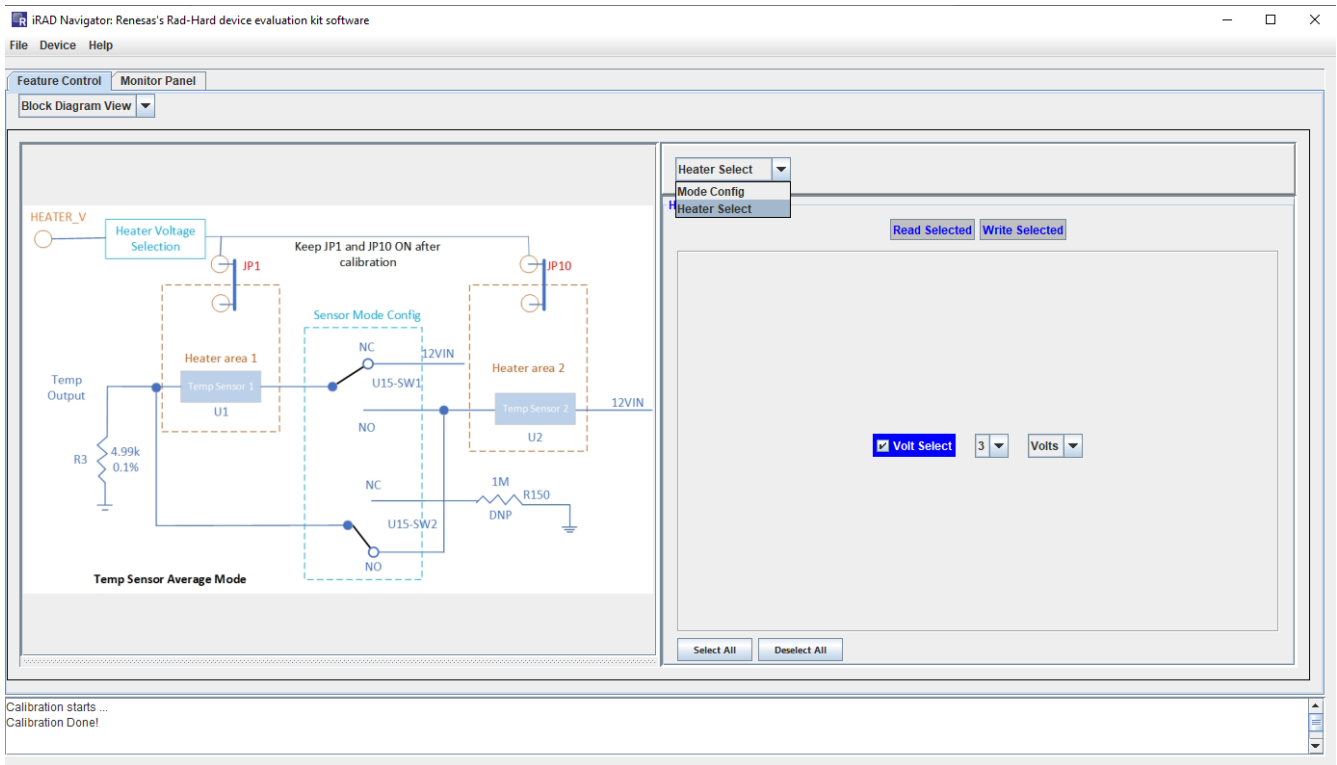 iRAD Navigator: Renesas's Rad-Hard device evaluation kit software
File Device Help
Feature Control Monitor Panel
Block Diagram View
HEATER_V
Heater Voltage
Selection
Keep JP1 and JP10 ON after
calibration
JP1
JP10
Sensor Mode Config
NC
12VIN
Heater area 1
Heater area 2
Temp
Output
Temp Sensor 1
U15-SW1
U1
Temp Sensor 2
12VIN
NO
U2
R3
4.99k
0.1%
NC
1M
R150
DNP
U15-SW2
NO
Temp Sensor Average Mode
Heater Select
Mode Config
Heater Select
Read Selected Write Selected
Volt Select 3 Volts
Select All Deselect All
Calibration starts ...
Calibration Done!